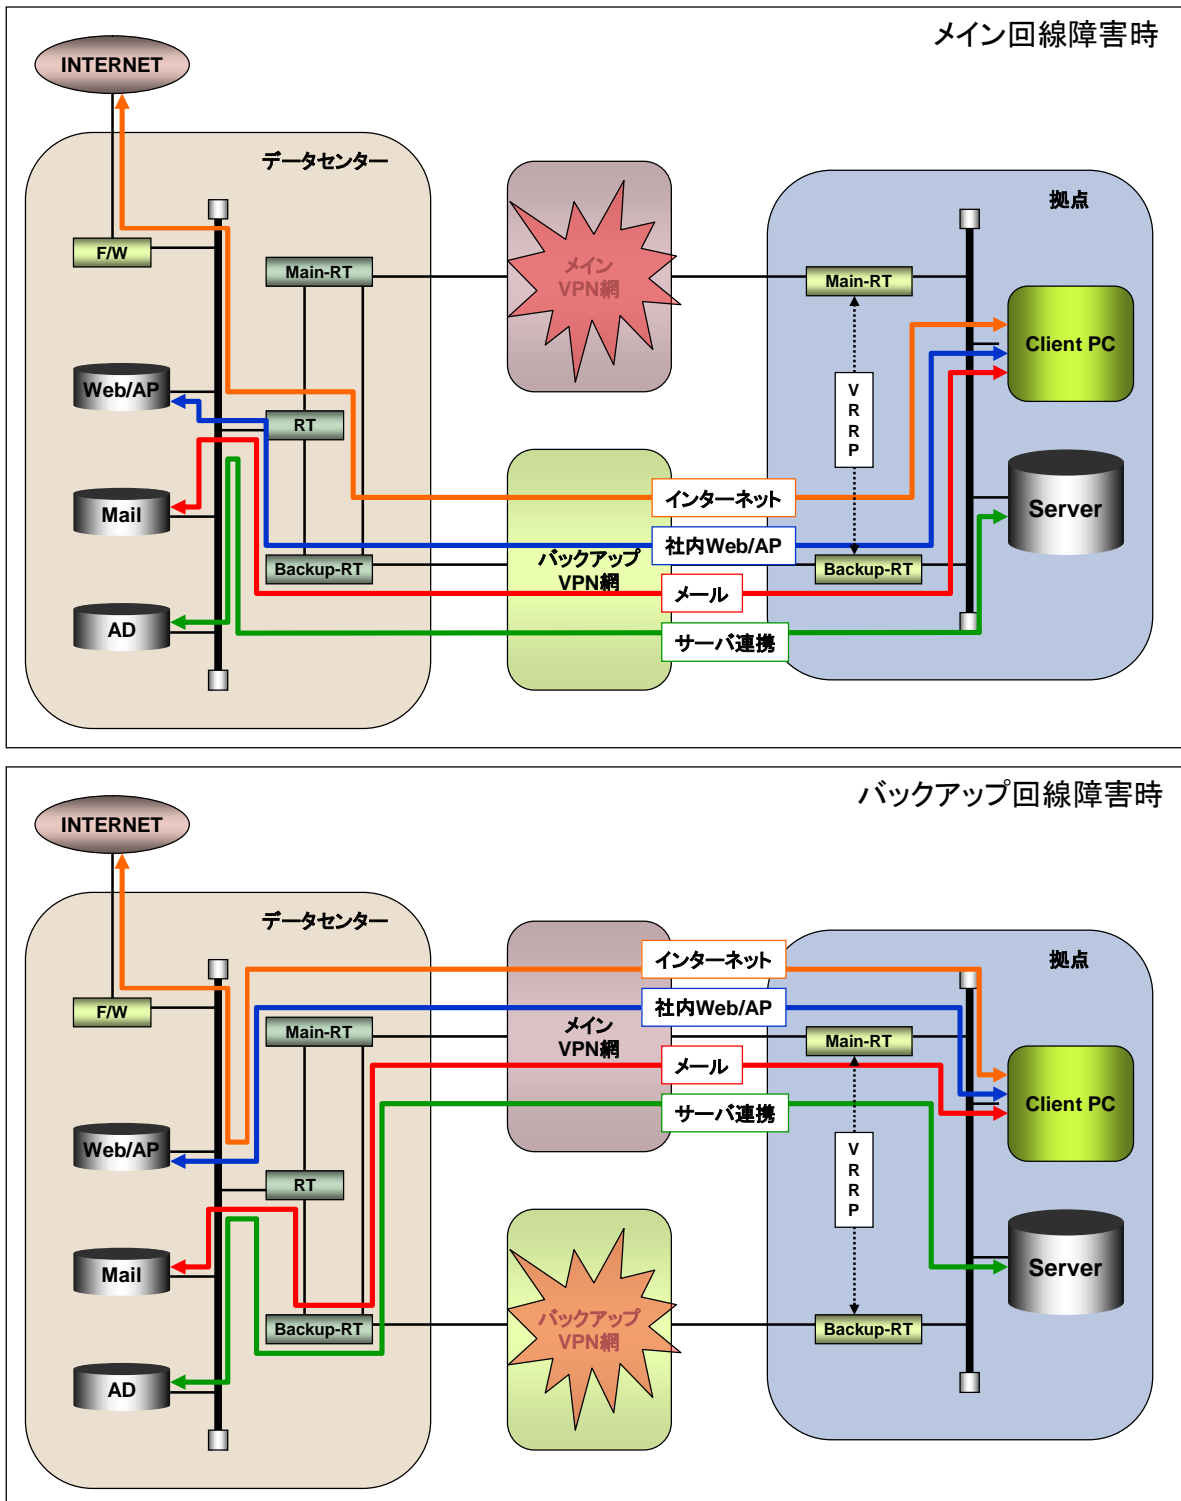 メイン回線障害時
INTERNET
データセンター
拠点
F/W
Main-RT
メイン
VPN網
Main-RT
Client PC
Web/AP
RT
V
R
R
P
Mail
インターネット
Server
社内Web/AP
Backup-RT
バックアップ
VPN網
Backup-RT
メール
AD
サーバ連携
バックアップ回線障害時
INTERNET
データセンター
拠点
インターネット
F/W
社内Web/AP
Main-RT
メイン
VPN網
Main-RT
メール
Client PC
サーバ連携
Web/AP
RT
V
R
R
P
Mail
Server
Backup-RT
バックアップ
VPN網
Backup-RT
AD